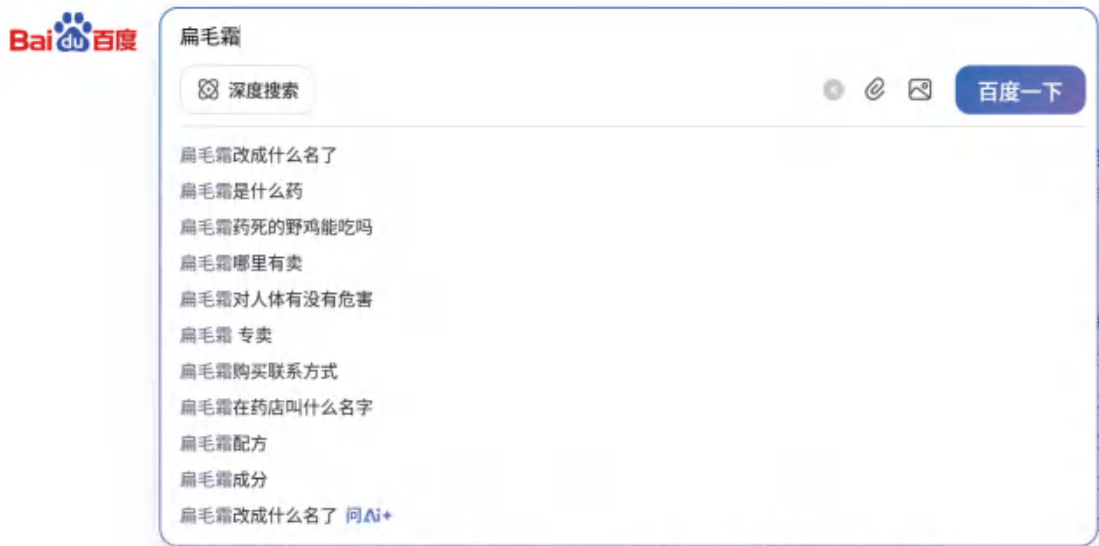 Bai du 百度
扁毛霜
深度搜索
百度一下
扁毛霜改成什么名了
扁毛霜是什么药
扁毛霜药死的野鸡能吃吗
扁毛霜哪里有卖
扁毛霜对人体有没有危害
扁毛霜 专卖
扁毛霜购买联系方式
扁毛霜在药店叫什么名字
扁毛霜配方
扁毛霜成分
扁毛霜改成什么名了 问Ai+